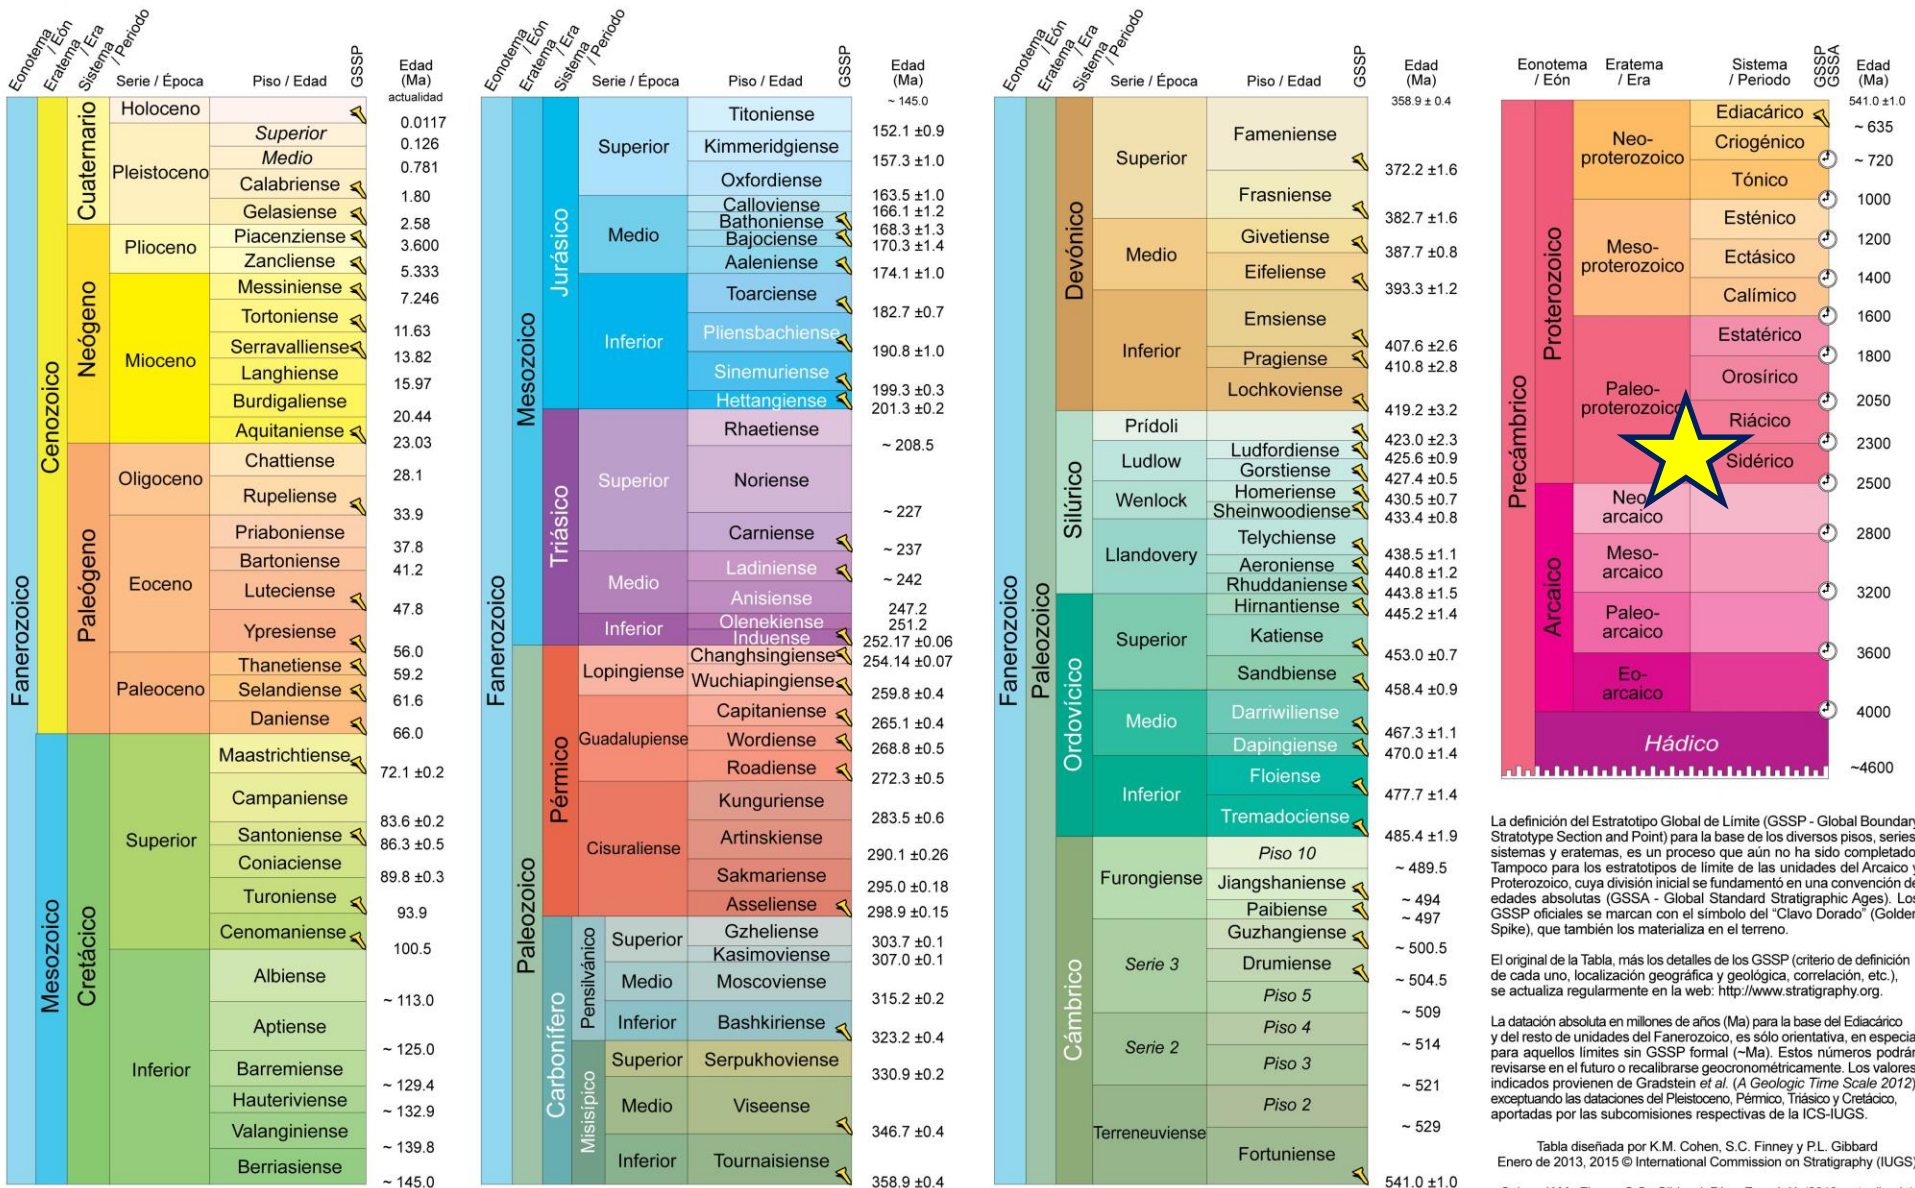 Eonotema / Eón
Eratema / Era
Sistema / Periodo
Serie / Época
Piso / Edad
GSSP
Edad (Ma)
actualidad
Fanerozoico
Cenozoico
Cuaternario
Holoceno
0.0117
Pleistoceno
Superior
0.126
Medio
0.781
Calabriense
1.80
Gelasiense
2.58
Neógeno
Plioceno
Piacenziense
3.600
Zancliense
5.333
Mioceno
Messiniense
7.246
Tortoniense
11.63
Serravalliense
13.82
Langhiense
15.97
Burdigaliense
20.44
Aquitaniense
23.03
Paleógeno
Oligoceno
Chattiense
28.1
Rupeliense
33.9
Eoceno
Priaboniense
37.8
Bartoniense
41.2
Luteciense
47.8
Ypresiense
56.0
Paleoceno
Thanetiense
59.2
Selandiense
61.6
Daniense
66.0
Mesozoico
Cretácico
Superior
Maastrichtiense
72.1 ±0.2
Campaniense
83.6 ±0.2
Santoniense
86.3 ±0.5
Coniaciense
89.8 ±0.3
Turoniense
93.9
Cenomaniense
100.5
Inferior
Albiense
~ 113.0
Aptiense
~ 125.0
Barremiense
~ 129.4
Hauteriviense
~ 132.9
Valanginiense
~ 139.8
Berriasiense
~ 145.0
Eonotema / Eón
Eratema / Era
Sistema / Periodo
Serie / Época
Piso / Edad
GSSP
Edad (Ma)
~ 145.0
Fanerozoico
Mesozoico
Jurásico
Superior
Titoniense
152.1 ±0.9
Kimmeridgiense
157.3 ±1.0
Oxfordiense
163.5 ±1.0
Medio
Calloviense
166.1 ±1.2
Bathoniense
168.3 ±1.3
Bajociense
170.3 ±1.4
Aaleniense
174.1 ±1.0
Inferior
Toarciense
182.7 ±0.7
Pliensbachiense
190.8 ±1.0
Sinemuriense
199.3 ±0.3
Hettangiense
201.3 ±0.2
Triásico
Superior
Rhaetiense
~ 208.5
Noriense
~ 227
Carniense
~ 237
Medio
Ladiniense
~ 242
Anisiense
247.2
Inferior
Olenekiense
251.2
Induense
252.17 ±0.06
Paleozoico
Pérmico
Lopingiense
Changhsingiense
254.14 ±0.07
Wuchiapingiense
259.8 ±0.4
Guadalupiense
Capitaniense
265.1 ±0.4
Wordiense
268.8 ±0.5
Roadiense
272.3 ±0.5
Cisuraliense
Kunguriense
283.5 ±0.6
Artinskiense
290.1 ±0.26
Sakmariense
295.0 ±0.18
Asseliense
298.9 ±0.15
Carbonífero
Pensilvánico
Superior
Gzheliense
303.7 ±0.1
Kasimoviense
307.0 ±0.1
Medio
Moscoviense
315.2 ±0.2
Inferior
Bashkiriense
323.2 ±0.4
Misisípico
Superior
Serpukhoviense
330.9 ±0.2
Medio
Viseense
346.7 ±0.4
Inferior
Tournaisiense
358.9 ±0.4
Eonotema / Eón
Eratema / Era
Sistema / Periodo
Serie / Época
Piso / Edad
GSSP
Edad (Ma)
358.9 ± 0.4
Fanerozoico
Paleozoico
Devónico
Superior
Fameniense
372.2 ±1.6
Frasniense
382.7 ±1.6
Medio
Givetiense
387.7 ±0.8
Eifeliense
393.3 ±1.2
Inferior
Emsiense
407.6 ±2.6
Pragiense
410.8 ±2.8
Lochkoviense
419.2 ±3.2
Silúrico
Prídoli
423.0 ±2.3
Ludlow
Ludfordiense
425.6 ±0.9
Gorstiense
427.4 ±0.5
Wenlock
Homeriense
430.5 ±0.7
Sheinwoodiense
433.4 ±0.8
Llandovery
Telychiense
438.5 ±1.1
Aeroniense
440.8 ±1.2
Rhuddaniense
443.8 ±1.5
Ordovícico
Superior
Hirnantiense
445.2 ±1.4
Katiense
453.0 ±0.7
Sandbiense
458.4 ±0.9
Medio
Darriwiliense
467.3 ±1.1
Dapingiense
470.0 ±1.4
Inferior
Floiense
477.7 ±1.4
Tremadociense
485.4 ±1.9
Cámbrico
Furongiense
Piso 10
~ 489.5
Jiangshaniense
~ 494
Paibiense
~ 497
Serie 3
Guzhangiense
~ 500.5
Drumiense
~ 504.5
Piso 5
~ 509
Serie 2
Piso 4
~ 514
Piso 3
~ 521
Terreneuviense
Piso 2
~ 529
Fortuniense
541.0 ±1.0
Eonotema / Eón
Eratema / Era
Sistema / Periodo
GSSP
GSSA
Edad (Ma)
541.0 ±1.0
Precámbrico
Proterozoico
Neo-
proterozoico
Ediacárico
~ 635
Criogénico
~ 720
Tónico
1000
Meso-
proterozoico
Esténico
1200
Ectásico
1400
Calímico
1600
Paleo-
proterozoico
Estatérico
1800
Orosírico
2050
Riácico
2300
Sidérico
2500
Arcaico
Neo-
arcaico
2800
Meso-
arcaico
3200
Paleo-
arcaico
3600
Eo-
arcaico
4000
Hádico
~4600
La definición del Estratotipo Global de Límite (GSSP - Global Boundary
Stratotype Section and Point) para la base de los diversos pisos, series,
sistemas y eratemas, es un proceso que aún no ha sido completado.
Tampoco para los estratotipos de límite de las unidades del Arcaico y
Proterozoico, cuya división inicial se fundamentó en una convención de
edades absolutas (GSSA - Global Standard Stratigraphic Ages). Los
GSSP oficiales se marcan con el símbolo del “Clavo Dorado” (Golden
Spike), que también los materializa en el terreno.
El original de la Tabla, más los detalles de los GSSP (criterio de definición
de cada uno, localización geográfica y geológica, correlación, etc.),
se actualiza regularmente en la web: http://www.stratigraphy.org.
La datación absoluta en millones de años (Ma) para la base del Ediacárico
y del resto de unidades del Fanerozoico, es sólo orientativa, en especial
para aquellos límites sin GSSP formal (~Ma). Estos números podrán
revisarse en el futuro o recalibrarse geocronométricamente. Los valores
indicados provienen de Gradstein et al. (A Geologic Time Scale 2012)
exceptuando las dataciones del Pleistoceno, Pérmico, Triásico y Cretácico,
aportadas por las subcomisiones respectivas de la ICS-IUGS.
Tabla diseñada por K.M. Cohen, S.C. Finney y P.L. Gibbard
Enero de 2013, 2015 © International Commission on Stratigraphy (IUGS)